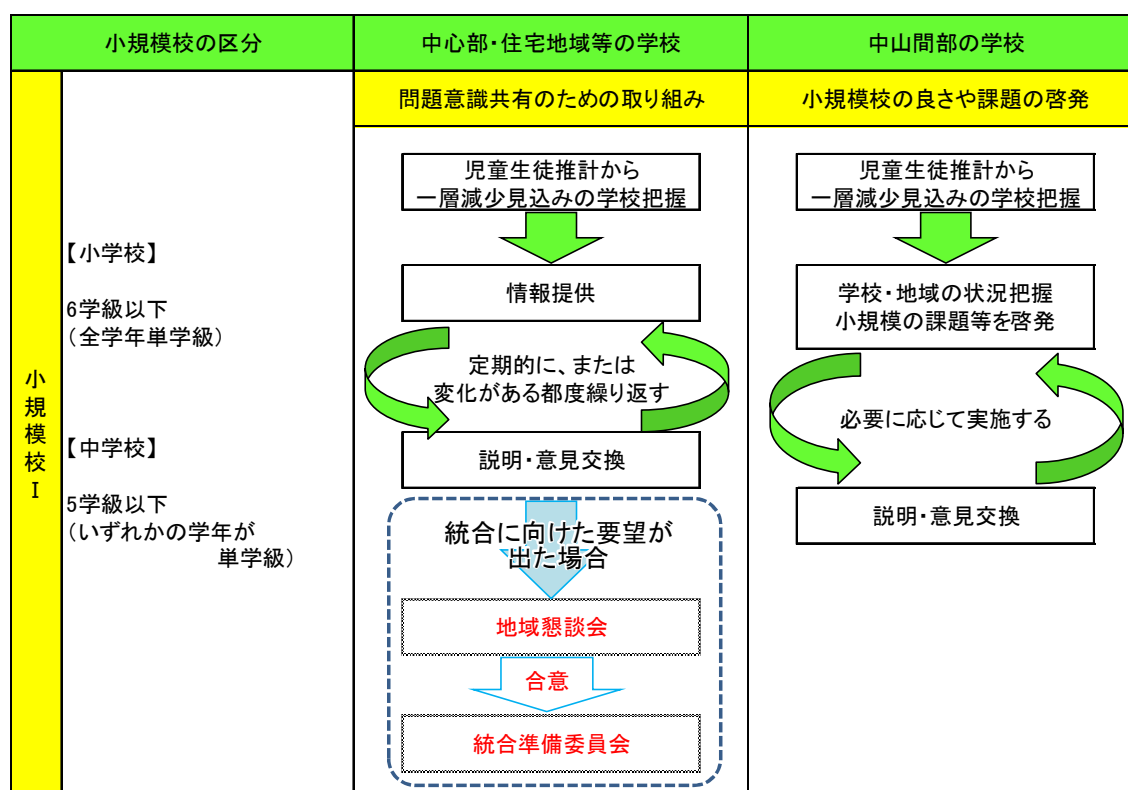 小規模校の区分
中心部・住宅地域等の学校
中山間部の学校
問題意識共有のための取り組み
小規模校の良さや課題の啓発
小規模校Ⅰ
【小学校】
6学級以下
（全学年単学級）
【中学校】
5学級以下
（いずれかの学年が
単学級）
児童生徒推計から
一層減少見込みの学校把握
情報提供
定期的に、または
変化がある都度繰り返す
説明・意見交換
統合に向けた要望が
出た場合
地域懇談会
合意
統合準備委員会
児童生徒推計から
一層減少見込みの学校把握
学校・地域の状況把握
小規模の課題等を啓発
必要に応じて実施する
説明・意見交換